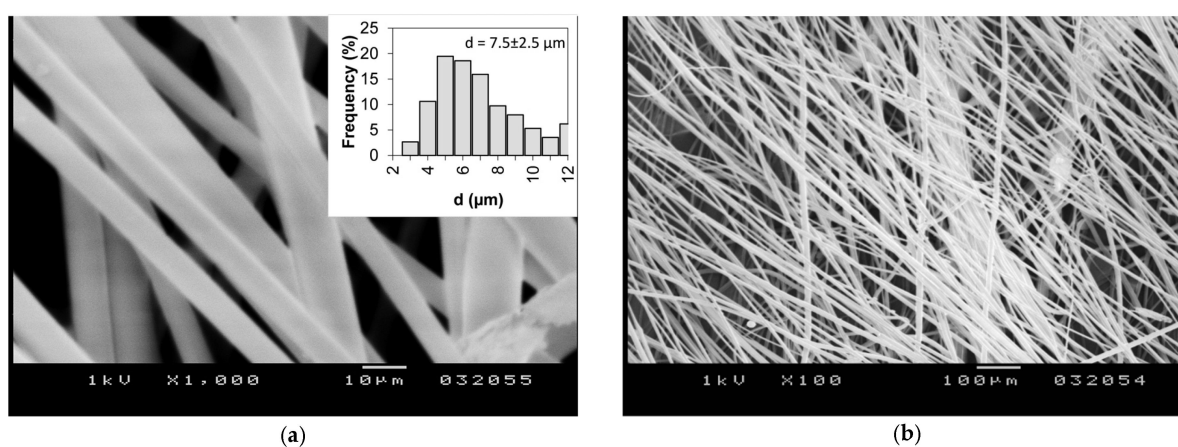 25
20
15
10
5
0
Frequency (%)
d = 7.5±2.5 µm
2 4 6 8 10 12
d (µm)
1kV X1,000 10µm 032055
1kV X100 100µm 032054
(a) (b)